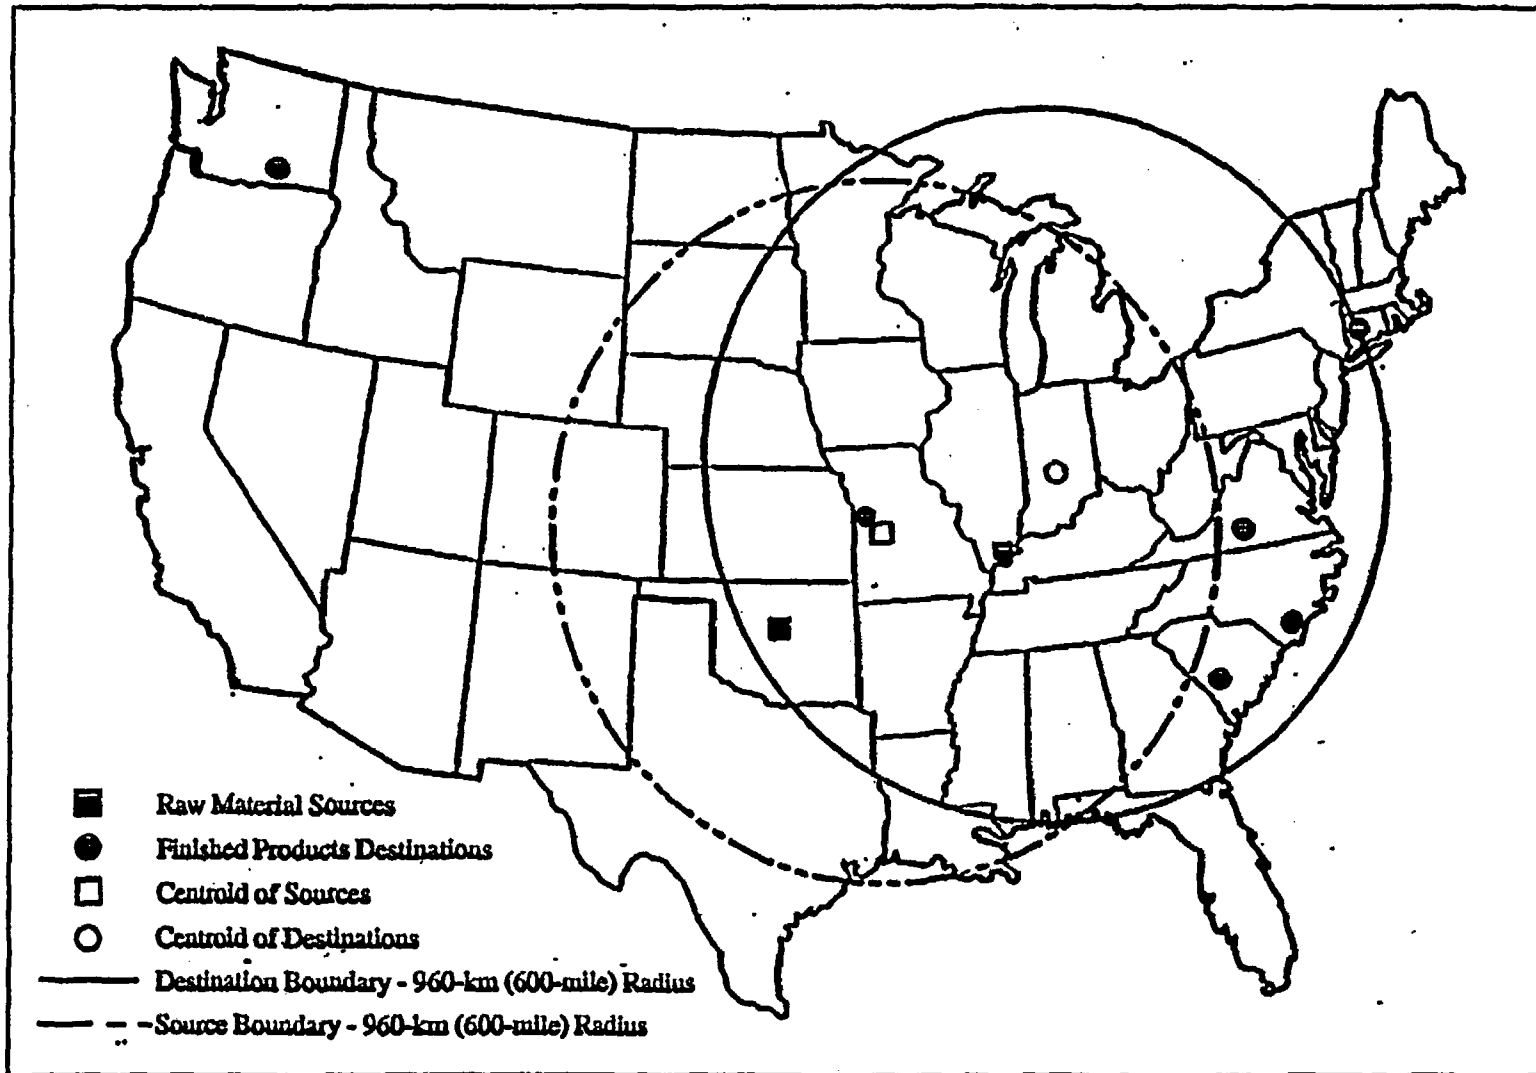 Raw Material Sources
Finished Products Destinations
Centroid of Sources
Centroid of Destinations
Destination Boundary - 960-km (600-mile) Radius
Source Boundary - 960-km (600-mile) Radius